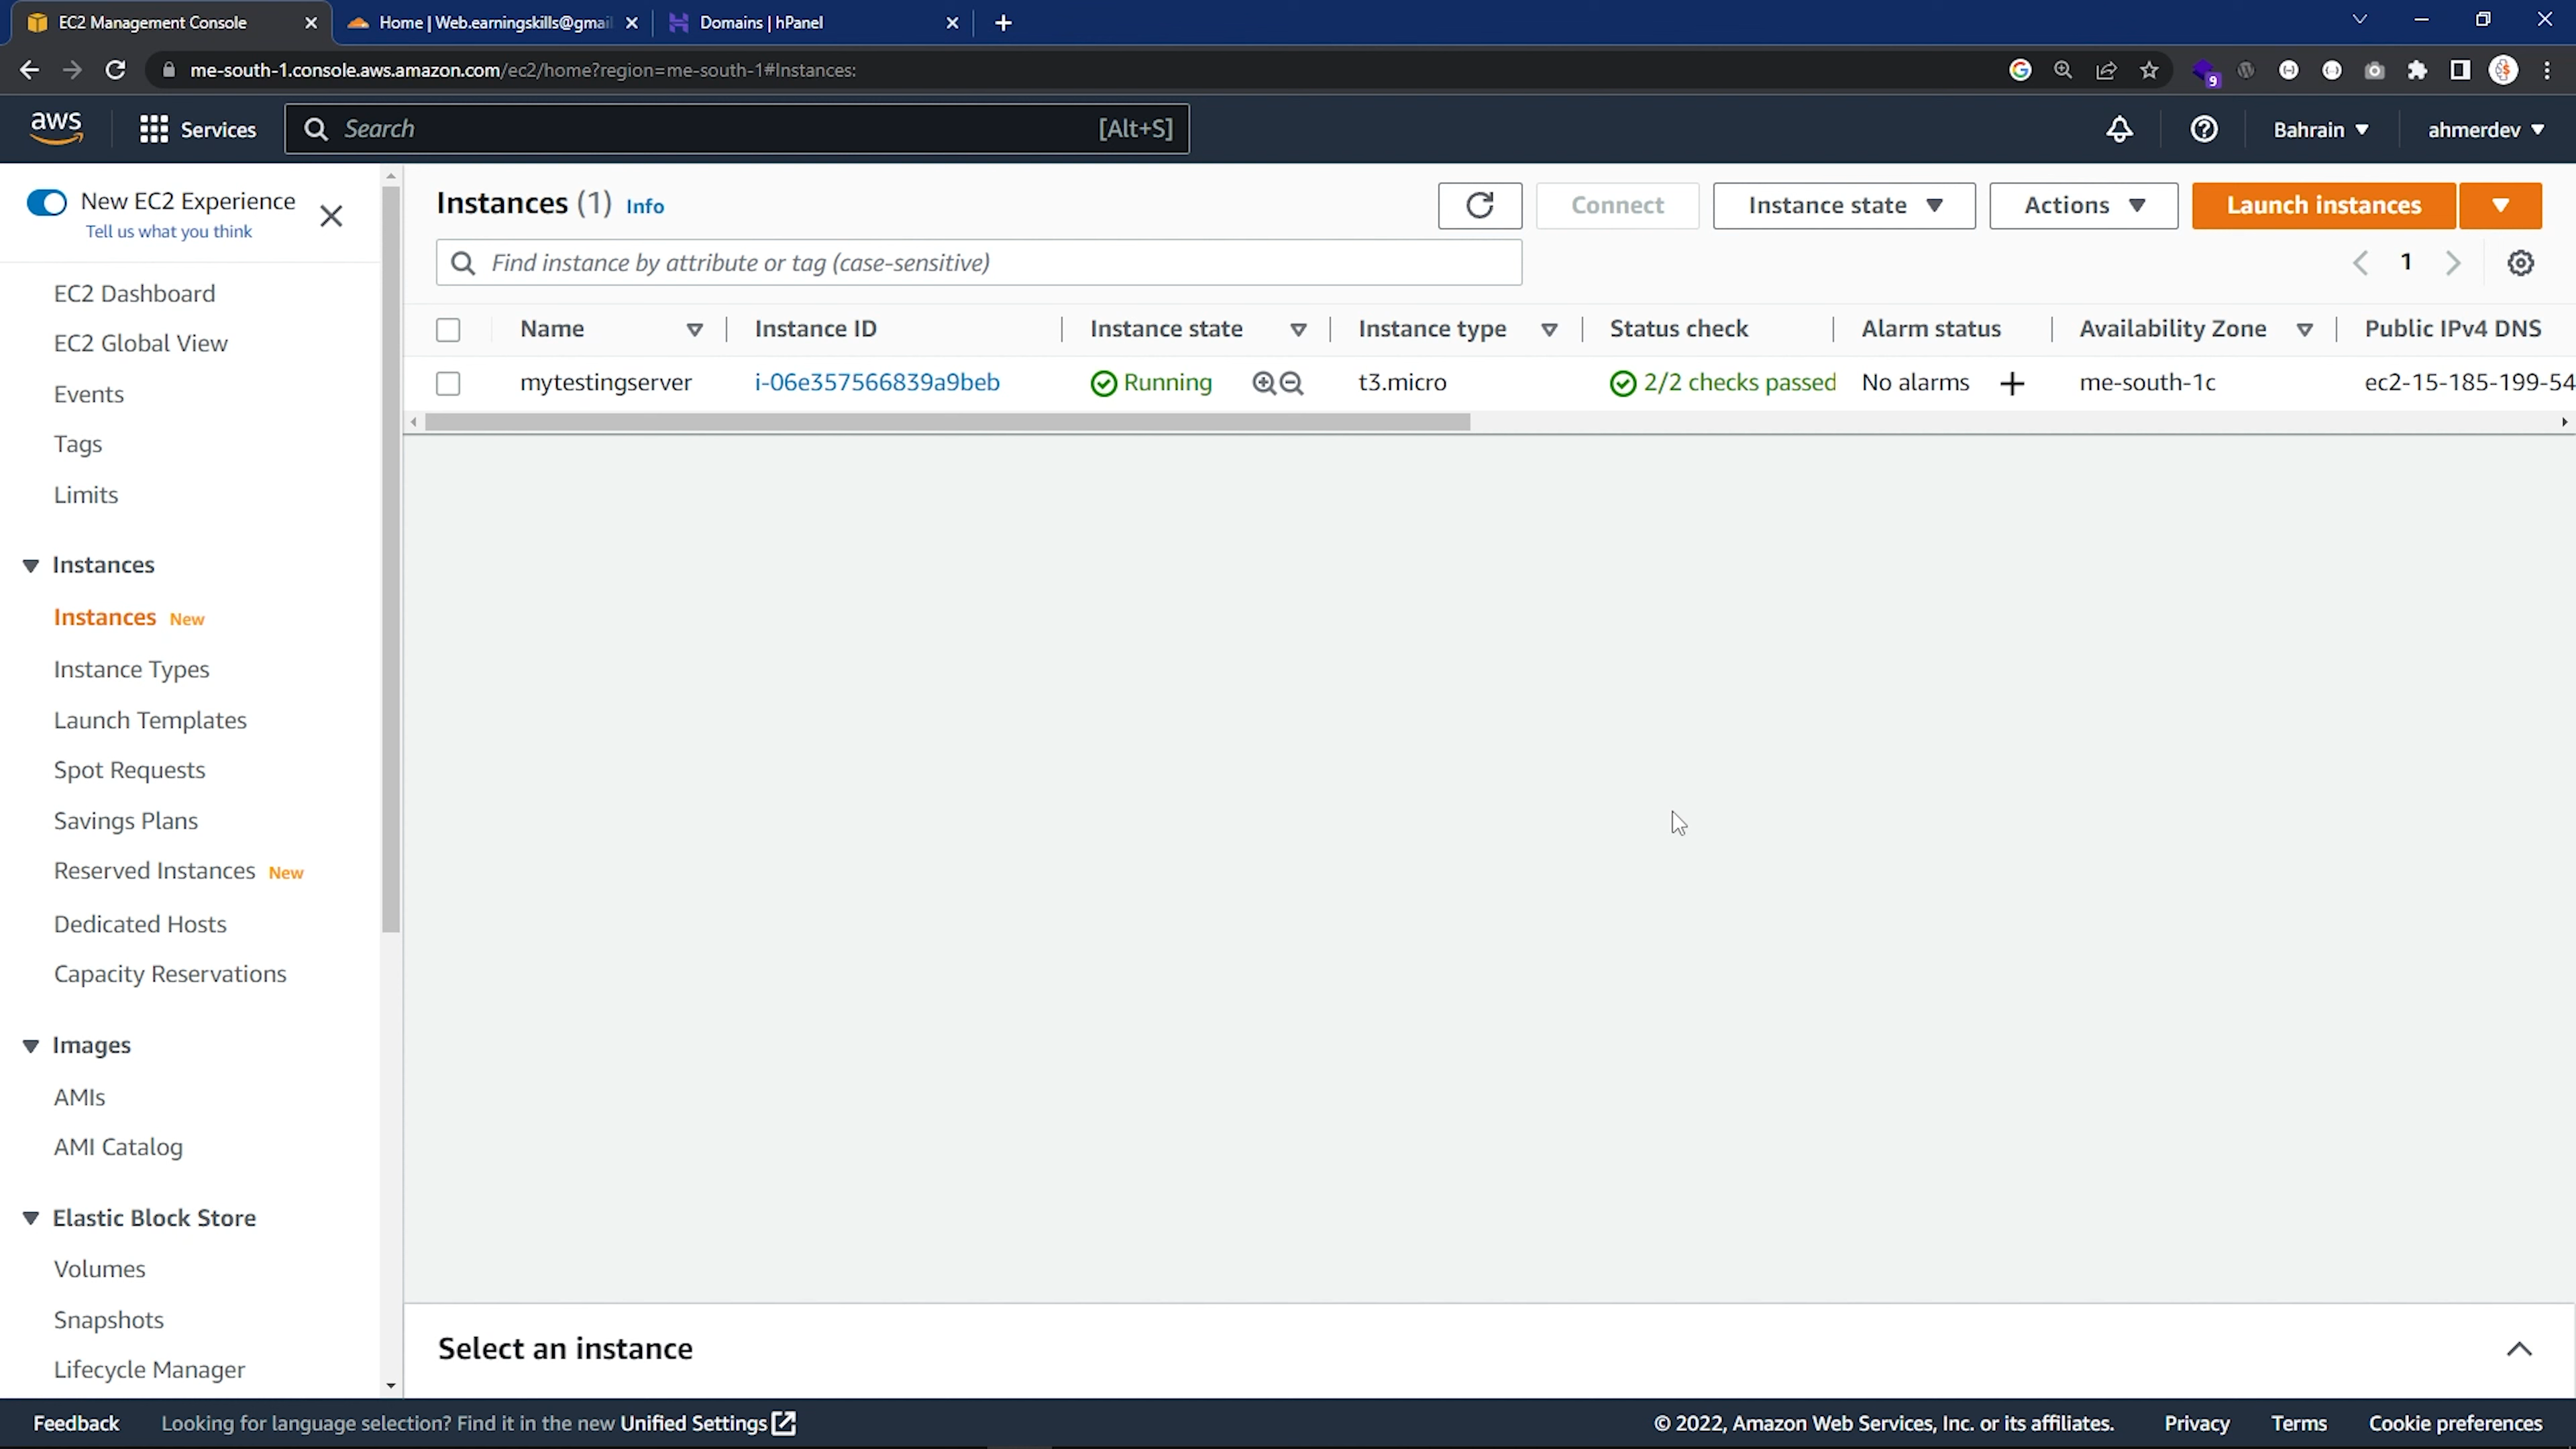 EC2 Management Console
Home | Web.earningskills@gmai
Domains | hPanel
me-south-1.console.aws.amazon.com/ec2/home?region=me-south-1#Instances:
9
aws
Services
Search
[Alt+S]
Bahrain
ahmerdev
New EC2 Experience
Tell us what you think
EC2 Dashboard
EC2 Global View
Events
Tags
Limits
Instances
Instances New
Instance Types
Launch Templates
Spot Requests
Savings Plans
Reserved Instances New
Dedicated Hosts
Capacity Reservations
Images
AMIs
AMI Catalog
Elastic Block Store
Volumes
Snapshots
Lifecycle Manager
Instances (1) Info
Connect
Instance state
Actions
Launch instances
Find instance by attribute or tag (case-sensitive)
1
Name Instance ID Instance state Instance type Status check Alarm status Availability Zone Public IPv4 DNS
mytestingserver i-06e357566839a9beb Running t3.micro 2/2 checks passed No alarms me-south-1c ec2-15-185-199-54
Select an instance
Feedback
Looking for language selection? Find it in the new Unified Settings
© 2022, Amazon Web Services, Inc. or its affiliates.
Privacy
Terms
Cookie preferences